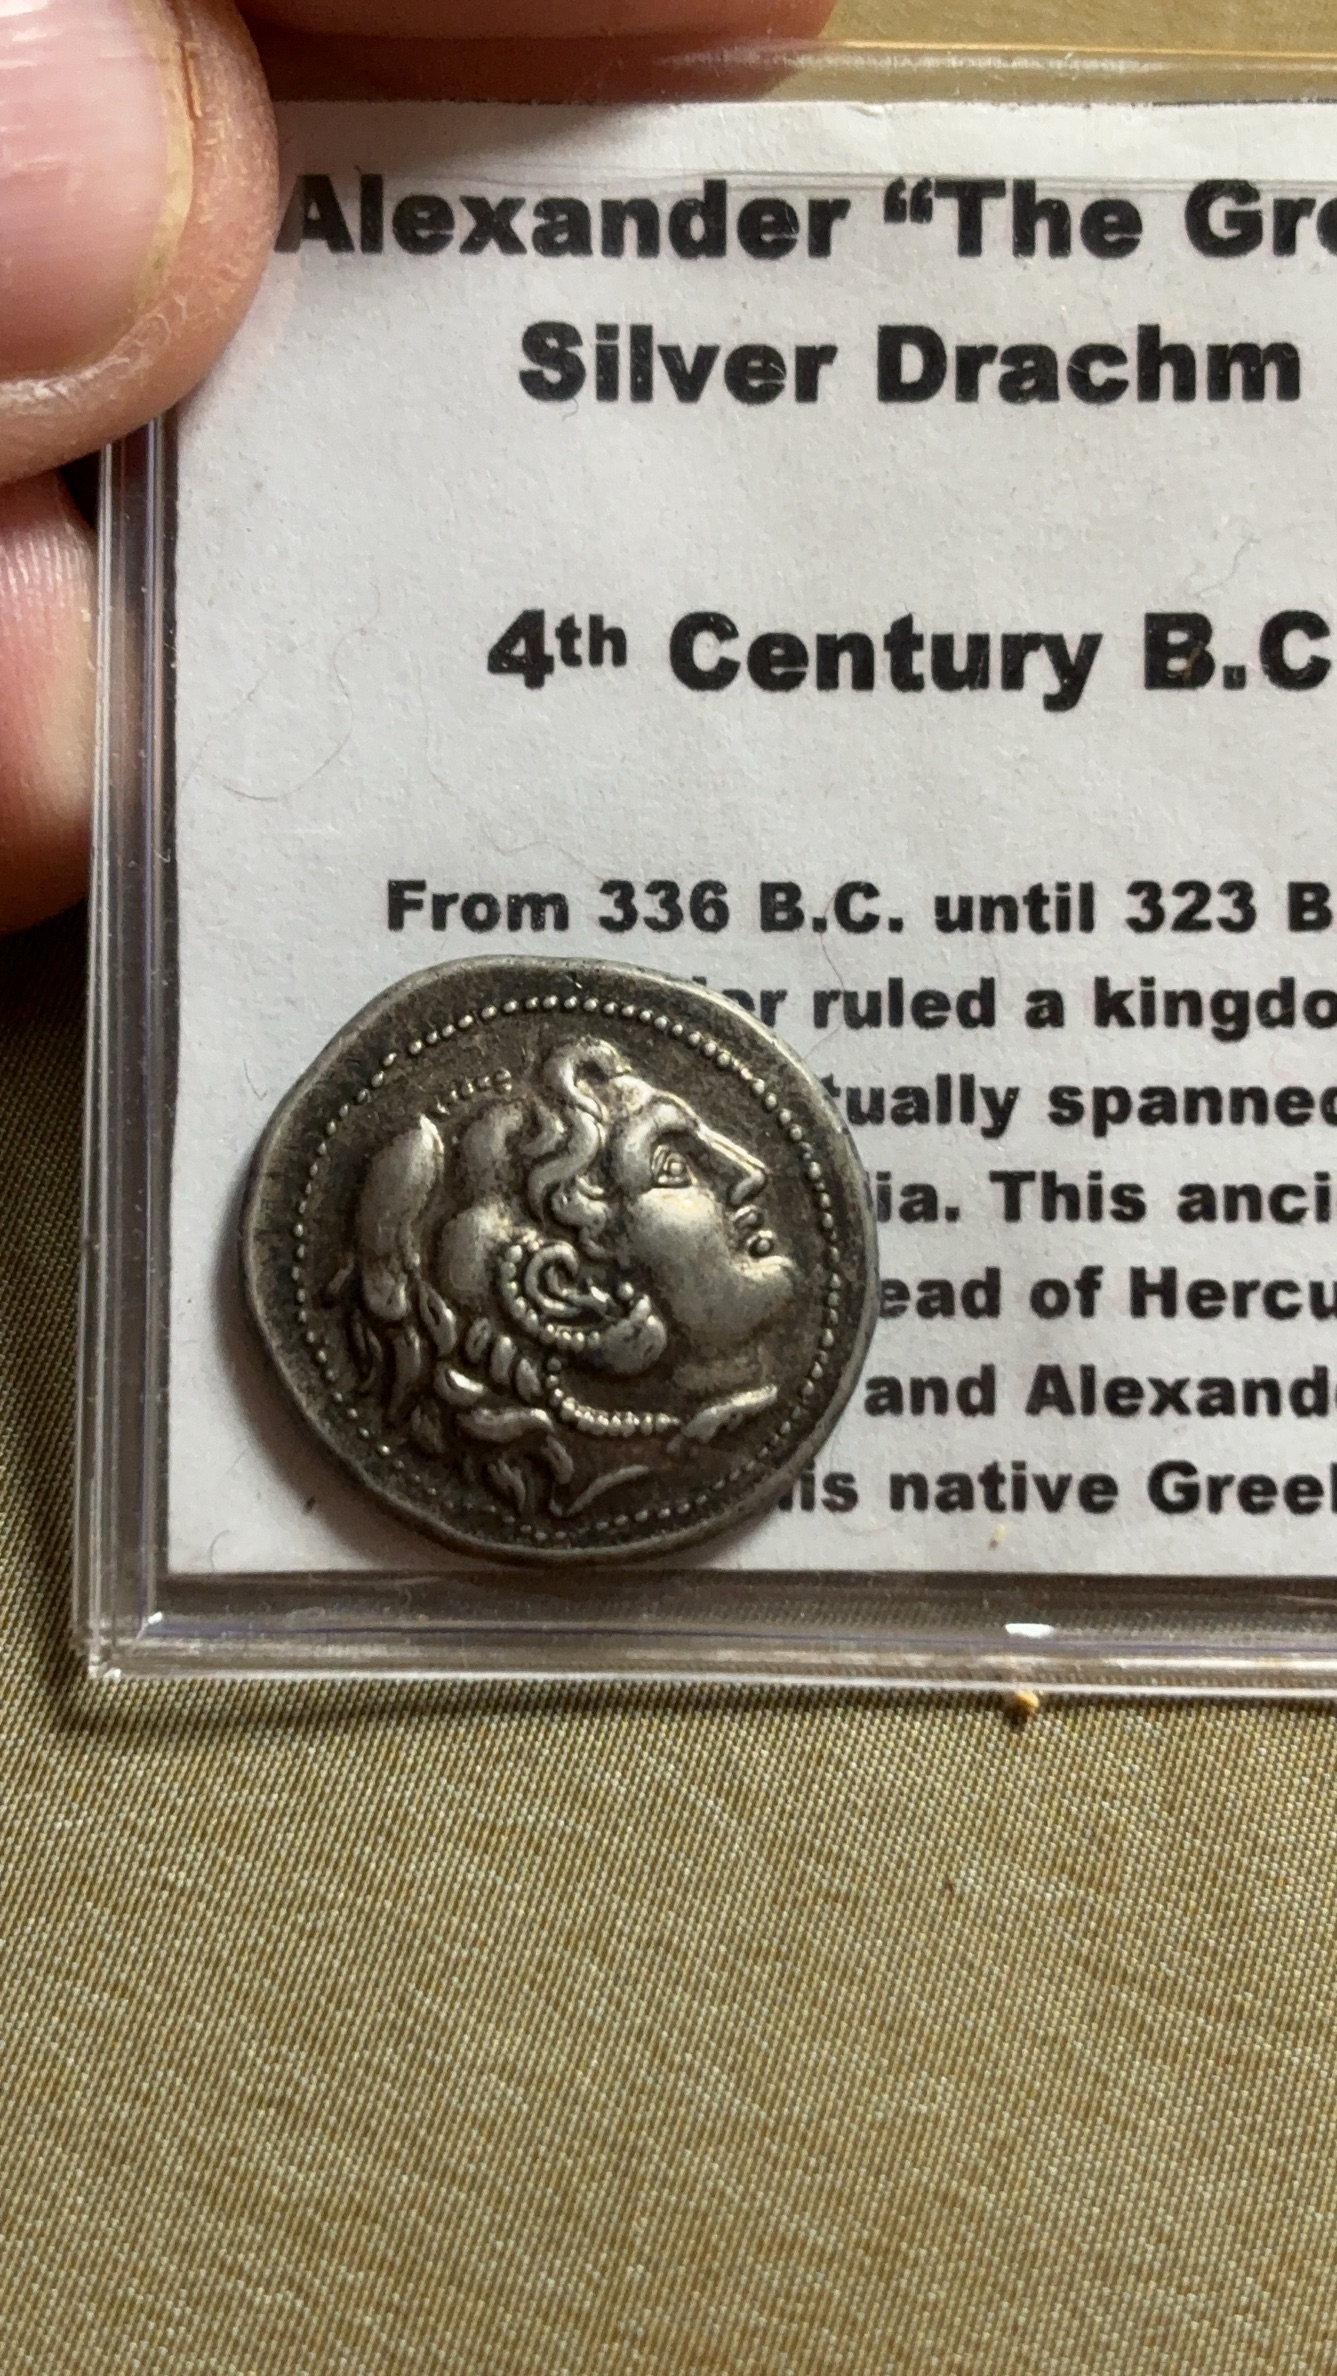 Alexander “The Gre
Silver Drachm
4th Century B.C
From 336 B.C. until 323 B
ruled a kingdo
spanned
This anci
of Hercu
and Alexand
native Greek